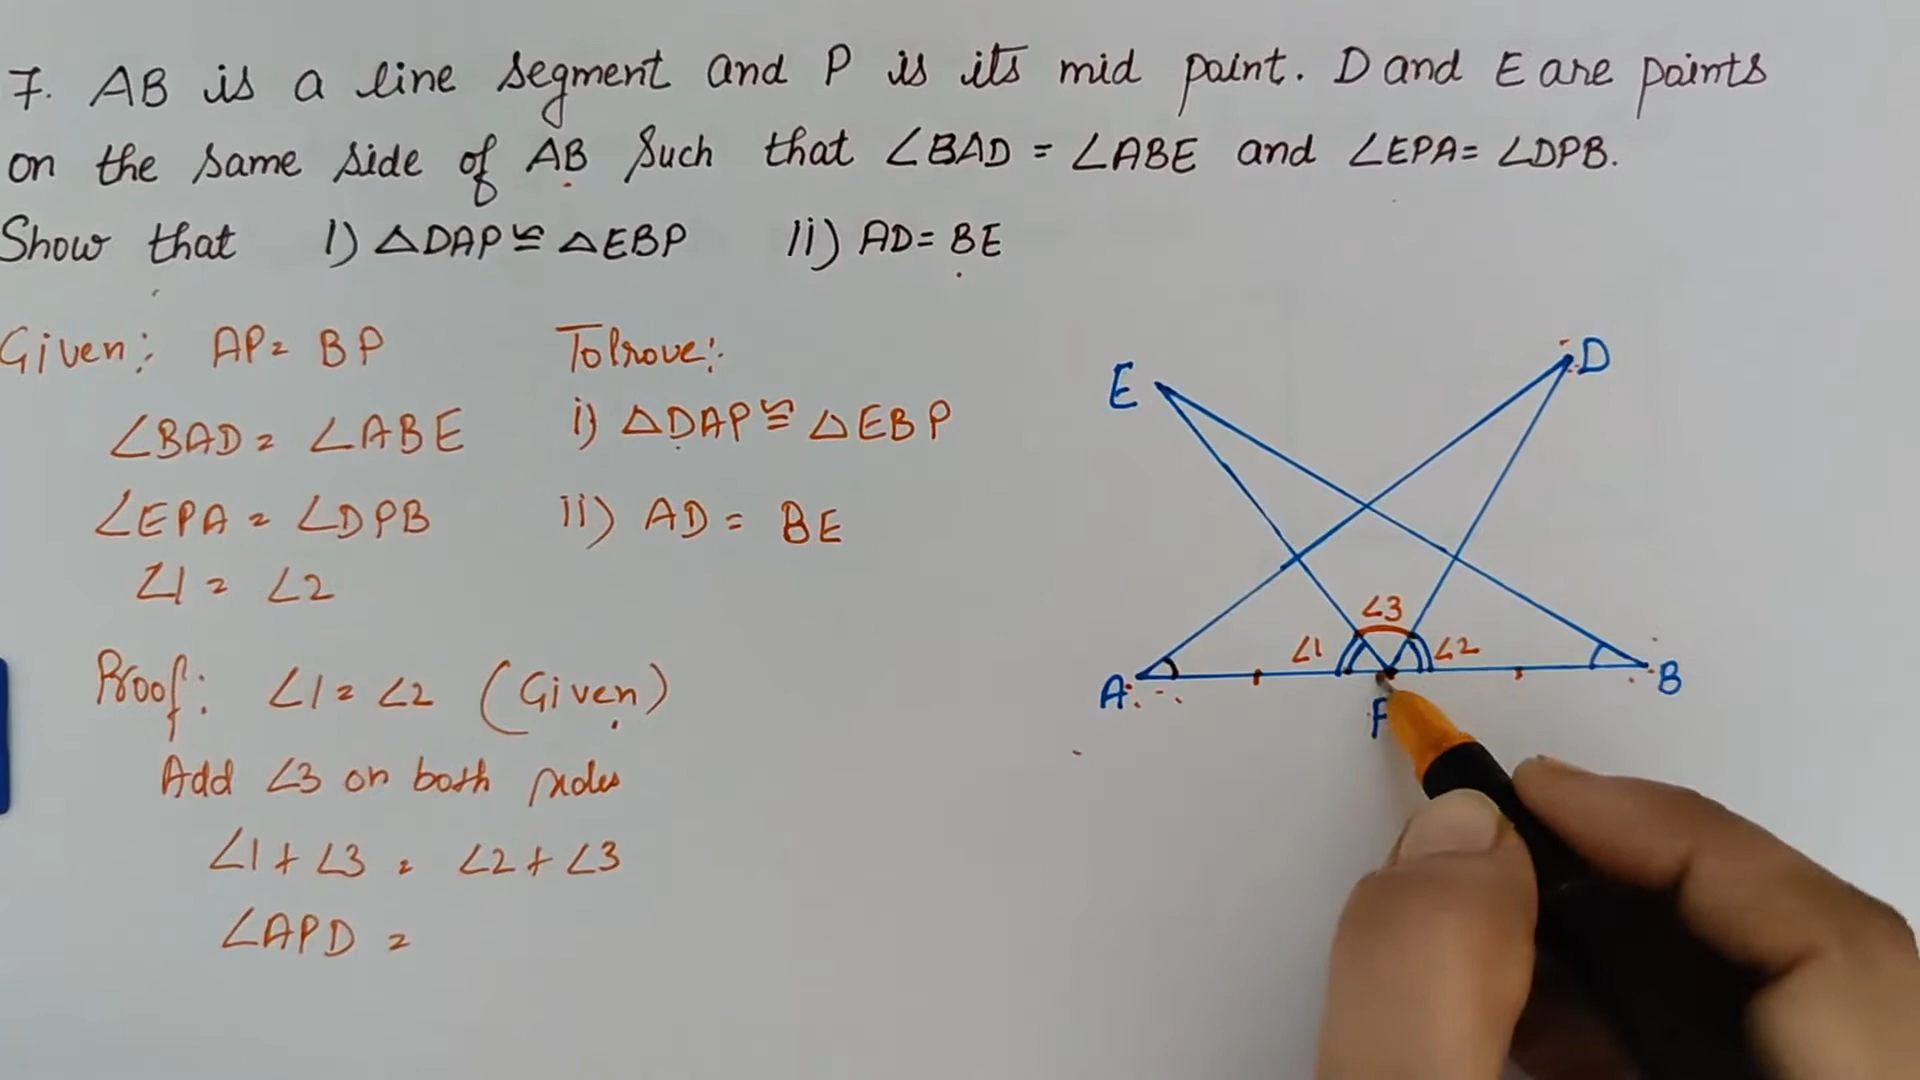 7. AB is a line segment and P is its mid point. D and E are points
on the same side of AB such that ∠BAD = ∠ABE and ∠EPA = ∠DPB.
Show that I) △DAP ≅ △EBP II) AD = BE
Given: AP = BP
∠BAD = ∠ABE
∠EPA = ∠DPB
∠1 = ∠2
To Prove:
i) △DAP ≅ △EBP
ii) AD = BE
Proof: ∠1 = ∠2 (Given)
Add ∠3 on both sides
∠1 + ∠3 = ∠2 + ∠3
∠APD =
E
D
∠3
∠1
∠2
A
B
P